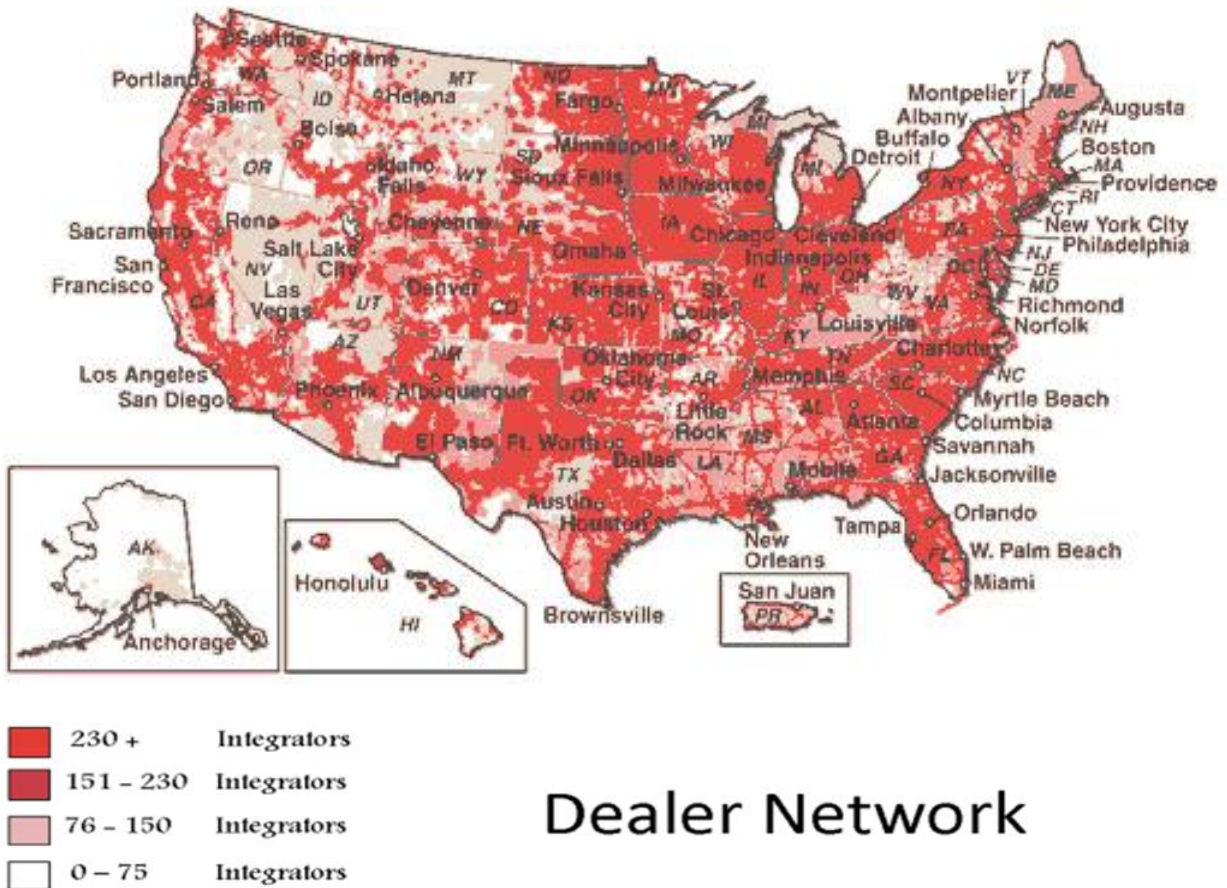 Seattle
Spokane
Portland
WA
MT
Helena
ND
Fargo
MN
Salem
ID
Boise
OR
Idaho
Falls
WY
SD
Sioux Falls
Minneapolis
WI
MI
MI
Milwaukee
VT
Montpelier
Albany
Buffalo
Detroit
ME
Augusta
NH
Boston
MA
Providence
RI
CT
NY
New York City
PA
Philadelphia
NJ
DE
MD
DC
Reno
Sacramento
San
Francisco
Salt Lake
City
Cheyenne
NE
Omaha
IA
Chicago
Cleveland
Indianapolis
IL
IN
OH
WV
VA
Richmond
Norfolk
NV
Las
Vegas
CA
UT
Denver
CO
KS
Kansas
City
St.
Louis
MO
Louisville
KY
AZ
NM
Oklahoma
City
OK
AR
Memphis
TN
Charlotte
NC
Los Angeles
San Diego
Phoenix
Albuquerque
Little
Rock
AL
SC
Atlanta
Myrtle Beach
Columbia
El Paso
Ft. Worth
Dallas
MS
LA
Mobile
GA
Savannah
Jacksonville
TX
Austin
Houston
New
Orleans
Tampa
Orlando
FL
W. Palm Beach
Miami
Brownsville
AK
Anchorage
Honolulu
HI
San Juan
PR
230 + Integrators
151 – 230 Integrators
76 – 150 Integrators
0 – 75 Integrators
Dealer Network